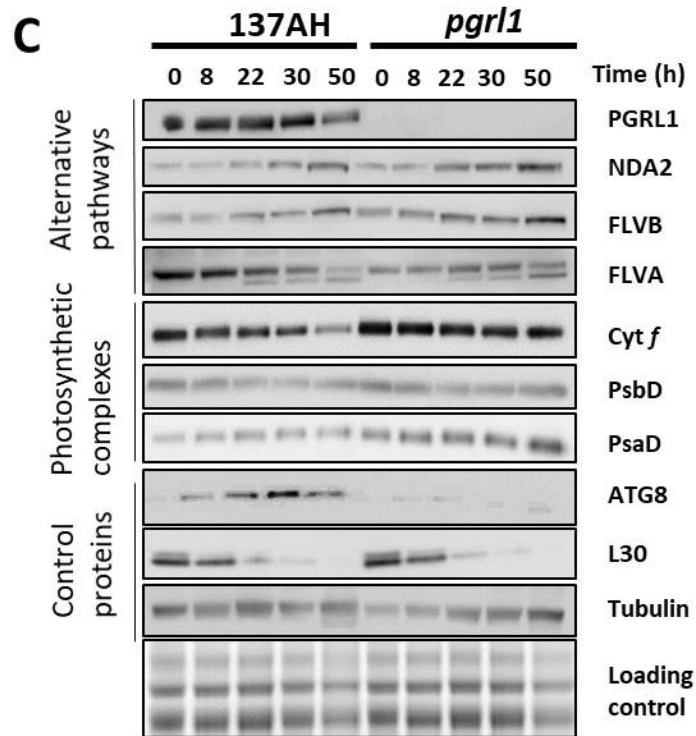 C
137AH pgrl1
0 8 22 30 50 0 8 22 30 50 Time (h)
Alternative
pathways
PGRL1
NDA2
FLVB
FLVA
Photosynthetic
complexes
Cyt f
PsbD
PsaD
Control
proteins
ATG8
L30
Tubulin
Loading
control